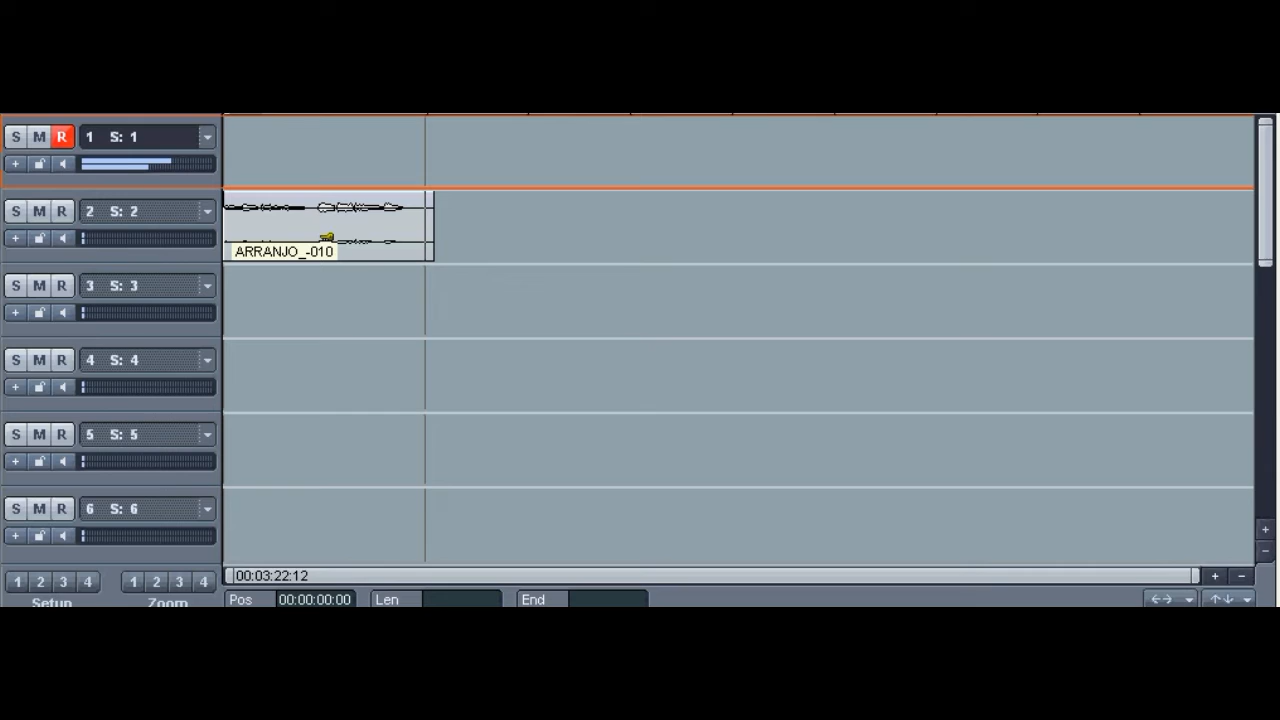 S M R 1 S: 1
S M R 2 S: 2
ARRANJO_-010
S M R 3 S: 3
S M R 4 S: 4
S M R 5 S: 5
S M R 6 S: 6
00:03:22:12
1 2 3 4 1 2 3 4
Setup Zoom
Pos 00:00:00:00 Len End